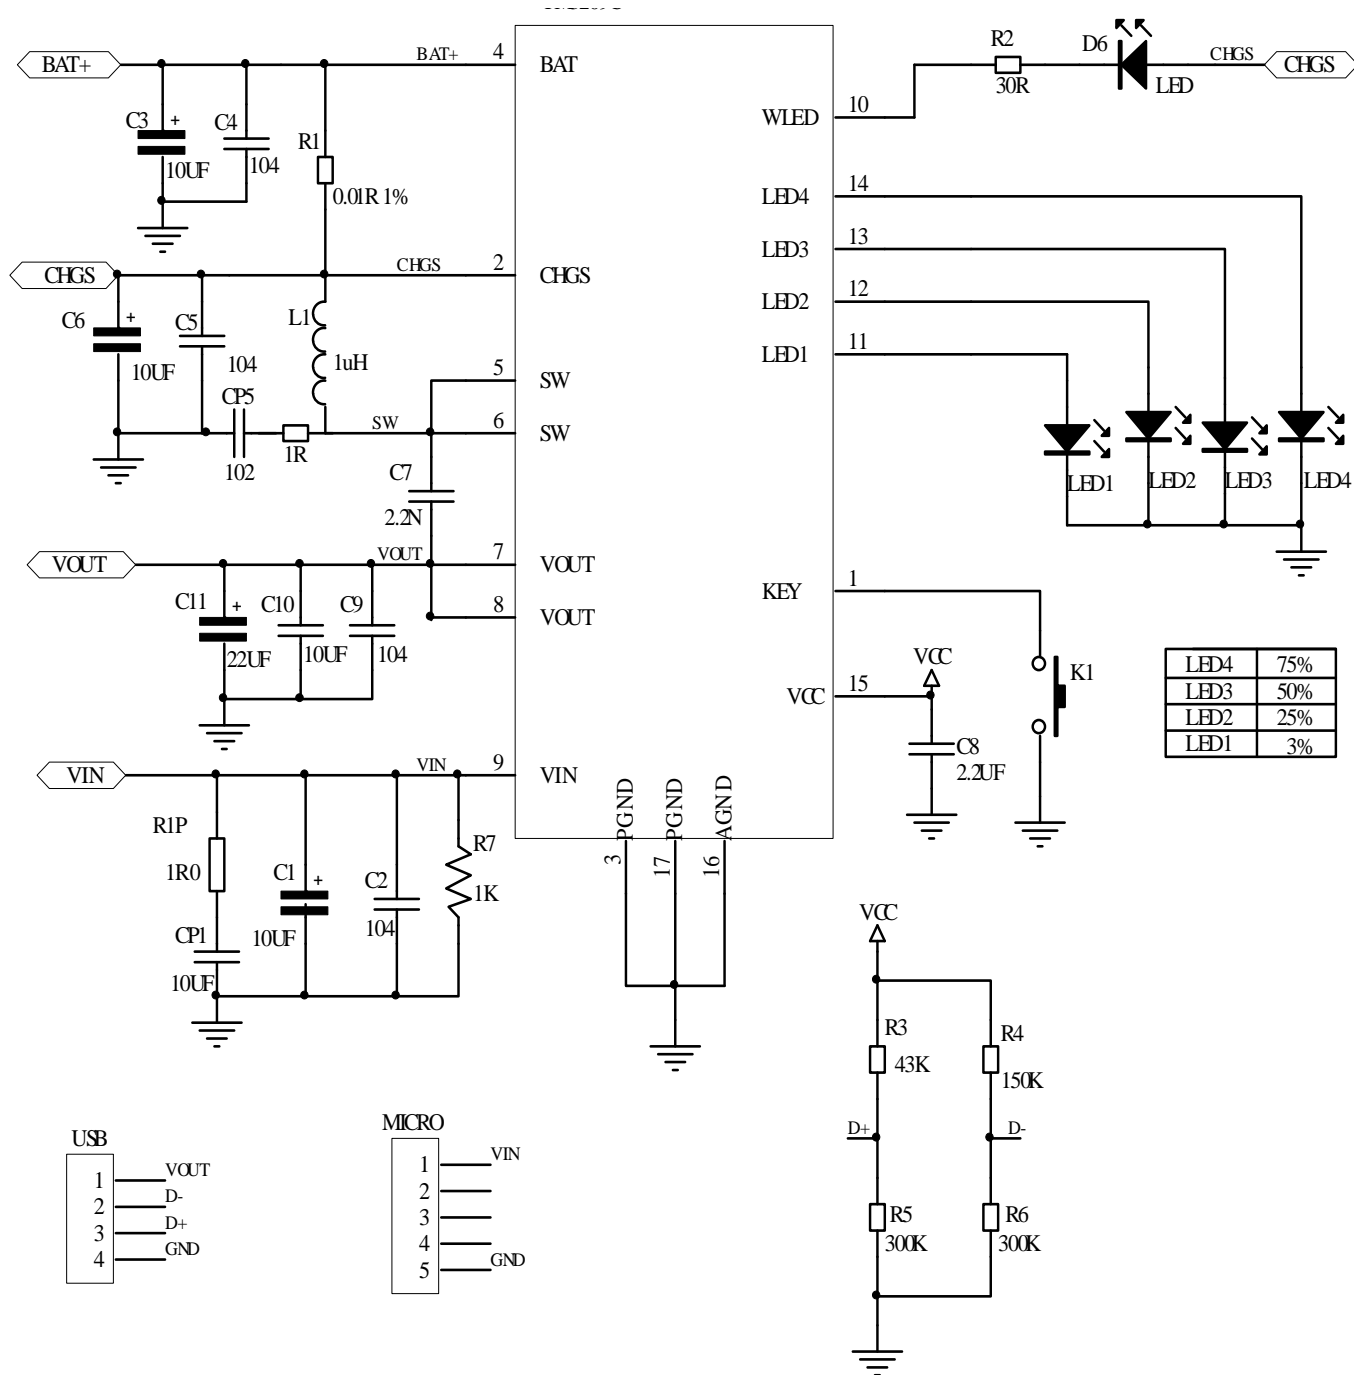 BAT+
BAT+
4
BAT
C3
+
10UF
C4
104
R1
0.01R 1%
CHGS
CHGS
2
CHGS
C6
+
10UF
C5
104
L1
1uH
CP5
102
1R
SW
5
SW
6
SW
C7
2.2N
VOUT
VOUT
7
VOUT
8
VOUT
C11
+
22UF
C10
10UF
C9
104
VIN
VIN
9
VIN
R1P
1R0
CP1
10UF
C1
+
10UF
C2
104
R7
1K
PGND
3
PGND
17
AGND
16
R2
30R
D6
LED
CHGS
CHGS
WLED
10
LED4
14
LED3
13
LED2
12
LED1
11
LED1
LED2
LED3
LED4
KEY
1
K1
VCC
VCC
15
C8
2.2UF
LED4 75%
LED3 50%
LED2 25%
LED1 3%
VCC
R3
43K
R4
150K
D+
D-
R5
300K
R6
300K
USB
1 VOUT
2 D-
3 D+
4 GND
MICRO
1 VIN
2
3
4
5 GND